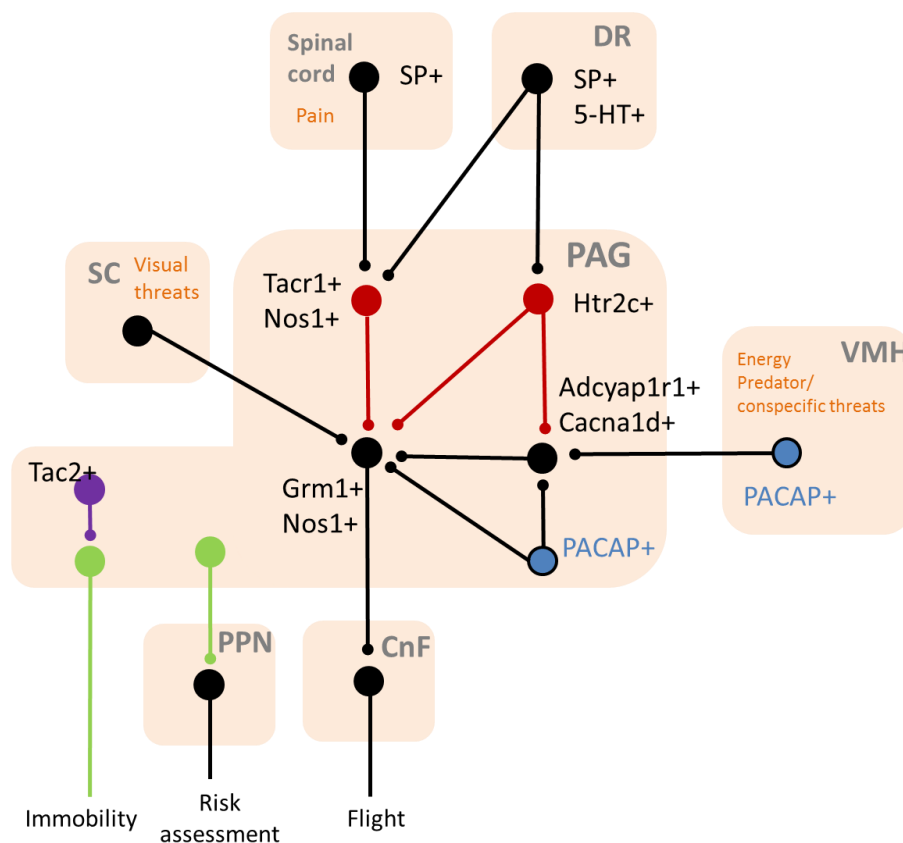 Spinal
cord
SP+
Pain
DR
SP+
5-HT+
SC
Visual
threats
PAG
Tacr1+
Nos1+
Htr2c+
VMH
Energy
Predator/
conspecific threats
PACAP+
Adcyap1r1+
Cacna1d+
Tac2+
Grm1+
Nos1+
PACAP+
PPN
CnF
Immobility
Risk
assessment
Flight